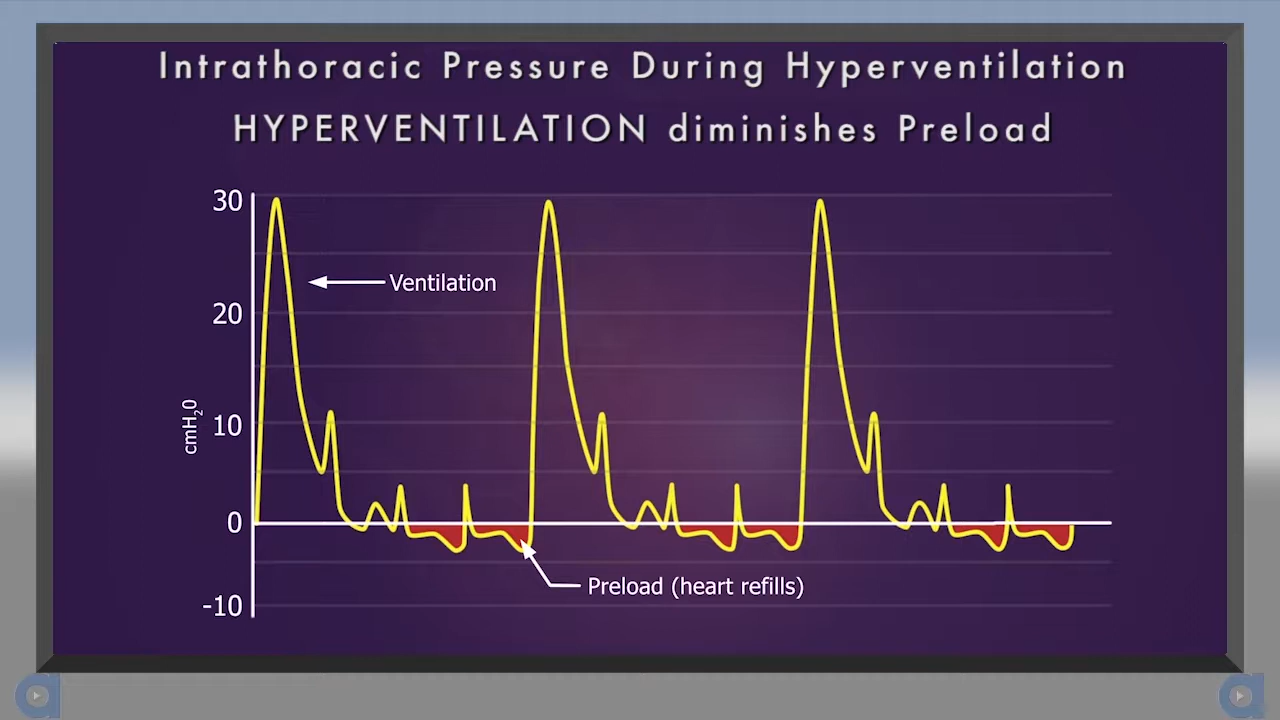 Intrathoracic Pressure During Hyperventilation
HYPERVENTILATION diminishes Preload
30
Ventilation
20
cmH₂0
10
0
Preload (heart refills)
-10